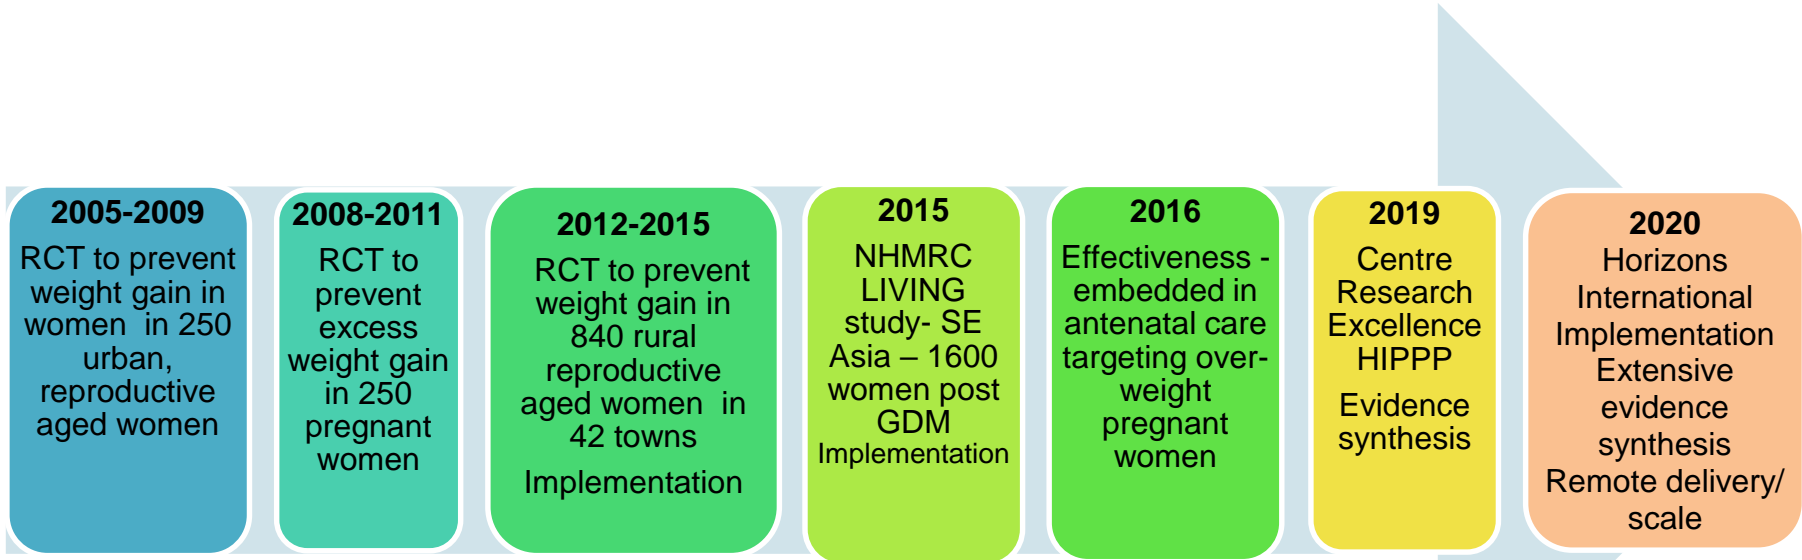 2005-2009
RCT to prevent
weight gain in
women in 250
urban,
reproductive
aged women
2008-2011
RCT to
prevent
excess
weight gain
in 250
pregnant
women
2012-2015
RCT to prevent
weight gain in
840 rural
reproductive
aged women in
42 towns
Implementation
2015
NHMRC
LIVING
study- SE
Asia – 1600
women post
GDM
Implementation
2016
Effectiveness -
embedded in
antenatal care
targeting over-
weight
pregnant
women
2019
Centre
Research
Excellence
HIPPP
Evidence
synthesis
2020
Horizons
International
Implementation
Extensive
evidence
synthesis
Remote delivery/
scale